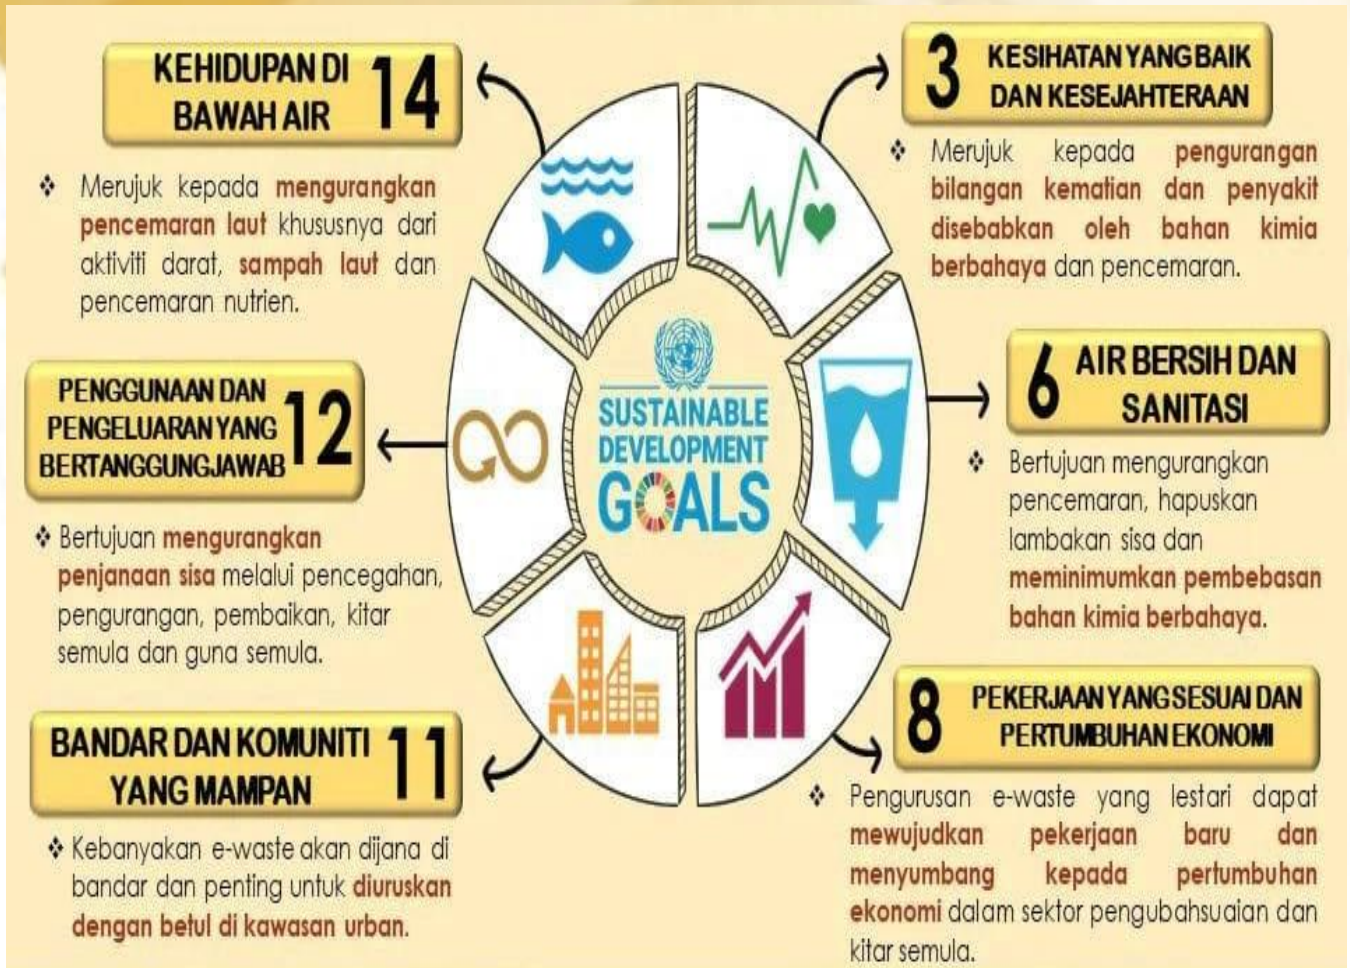 KEHIDUPAN DI
BAWAH AIR
14
❖ Merujuk kepada mengurangkan
pencemaran laut khususnya dari
aktiviti darat, sampah laut dan
pencemaran nutrien.
PENGGUNAAN DAN
PENGELUARAN YANG
BERTANGGUNGJAWAB
12
❖ Bertujuan mengurangkan
penjanaan sisa melalui pencegahan,
pengurangan, pembaikan, kitar
semula dan guna semula.
BANDAR DAN KOMUNITI
YANG MAMPAN
11
❖ Kebanyakan e-waste akan dijana di
bandar dan penting untuk diuruskan
dengan betul di kawasan urban.
SUSTAINABLE
DEVELOPMENT
GOALS
3
KESIHATAN YANG BAIK
DAN KESEJAHTERAAN
❖ Merujuk kepada pengurangan
bilangan kematian dan penyakit
disebabkan oleh bahan kimia
berbahaya dan pencemaran.
6
AIR BERSIH DAN
SANITASI
❖ Bertujuan mengurangkan
pencemaran, hapuskan
lambakan sisa dan
meminimumkan pembebasan
bahan kimia berbahaya.
8
PEKERJAAN YANG SESUAI DAN
PERTUMBUHAN EKONOMI
❖ Pengurusan e-waste yang lestari dapat
mewujudkan pekerjaan baru dan
menyumbang kepada pertumbuhan
ekonomi dalam sektor pengubahsuaian dan
kitar semula.